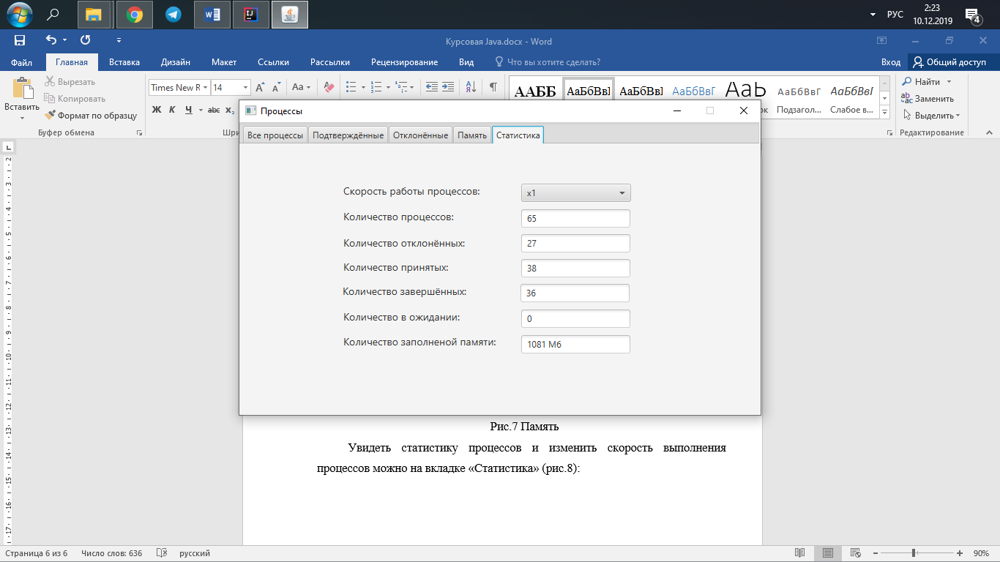 РУС
2:23
10.12.2019
4
Курсовая Java.docx - Word
Файл Главная Вставка Дизайн Макет Ссылки Рассылки Рецензирование Вид Что вы хотите сделать? Вход Общий доступ
Вставить
Вырезать
Копировать
Формат по образцу
Буфер обмена
Times New R 14
Ж К Ч abc x₂
Шри
ААББ АаБбВвІ АаБбВвІ АаБбВвГ АаЬ АаБбВвГ АаБбВвГ
ок Подзагол... Слабое в...
Найти
Заменить
Выделить
Редактирование
Процессы
Все процессы Подтверждённые Отклонённые Память Статистика
Скорость работы процессов: x1
Количество процессов: 65
Количество отклонённых: 27
Количество принятых: 38
Количество завершённых: 36
Количество в ожидании: 0
Количество заполненой памяти: 1081 Мб
Рис.7 Память
Увидеть статистику процессов и изменить скорость выполнения
процессов можно на вкладке «Статистика» (рис.8):
Страница 6 из 6 Число слов: 636 русский 90%